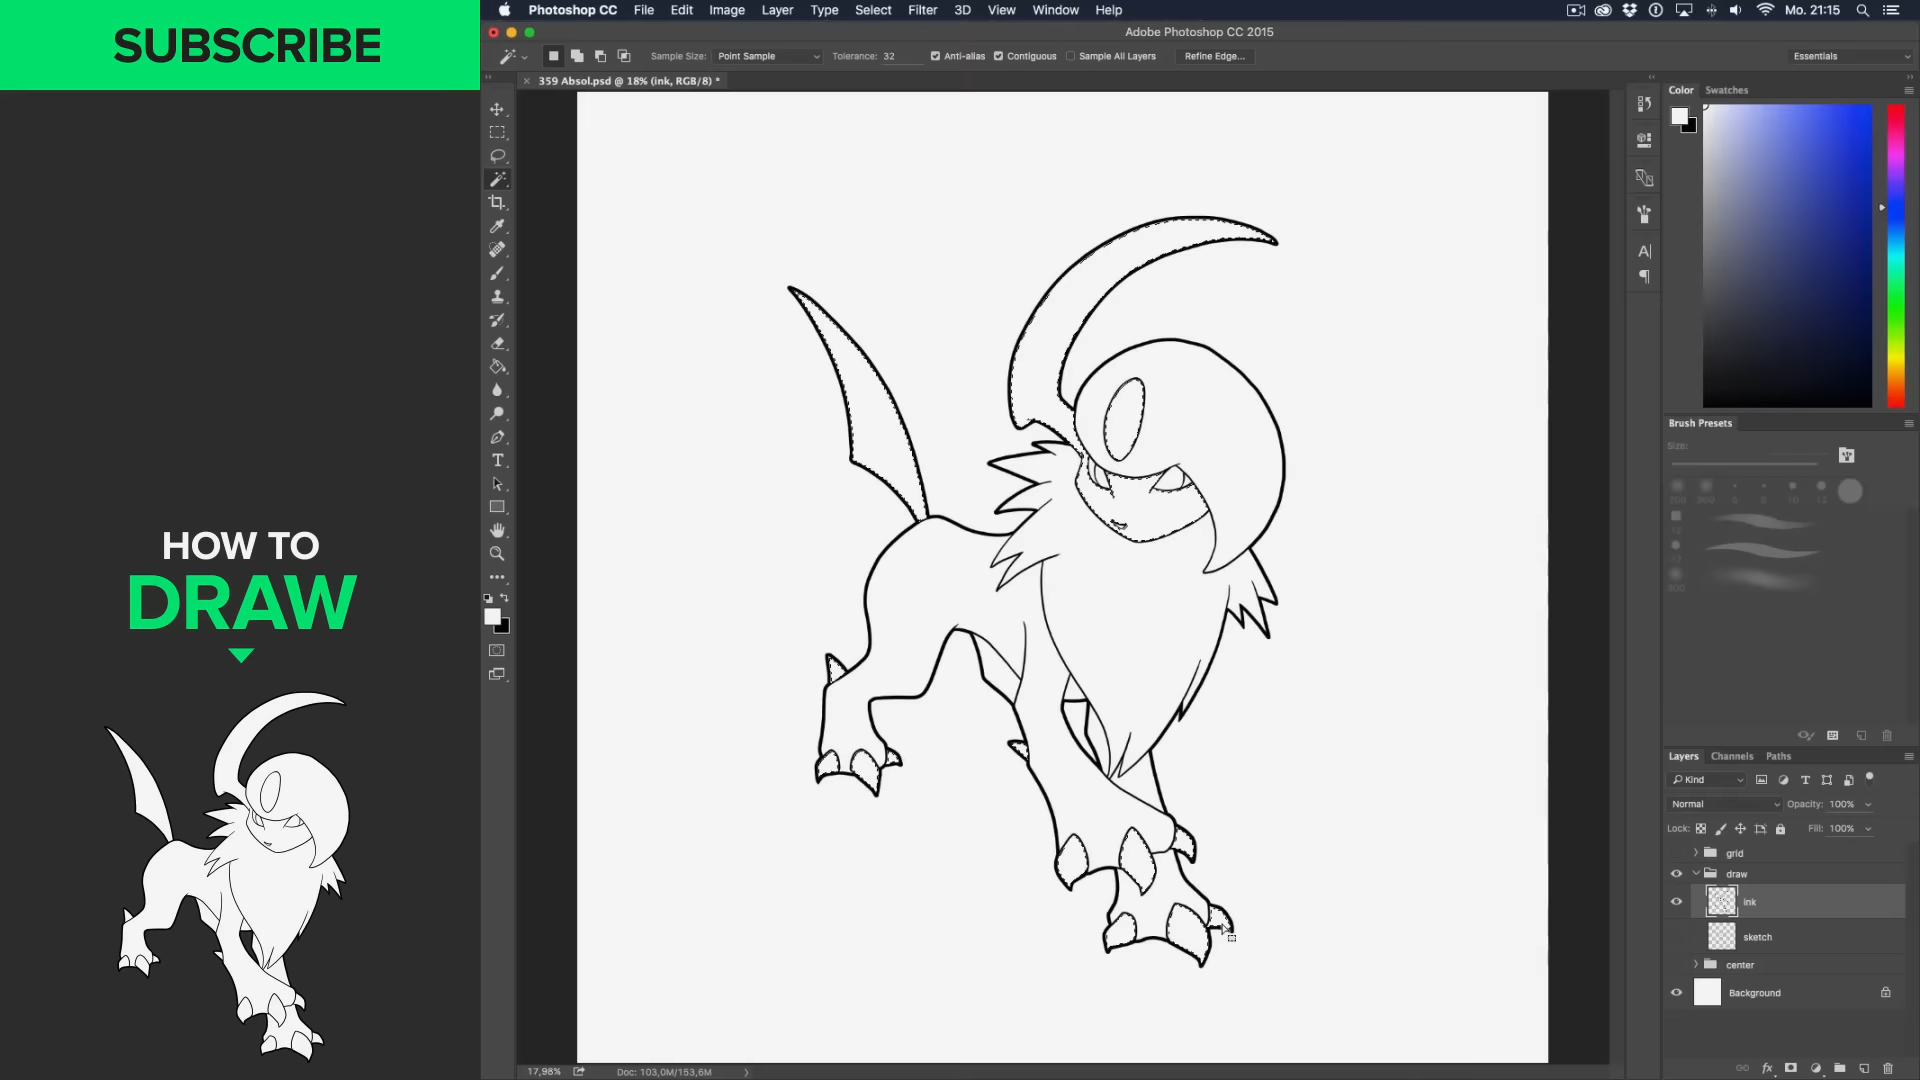 SUBSCRIBE
HOW TO
DRAW
Photoshop CC File Edit Image Layer Type Select Filter 3D View Window Help
Mo. 21:15
Adobe Photoshop CC 2015
Sample Size: Point Sample Tolerance: 32 Anti-alias Contiguous Sample All Layers Refine Edge... Essentials
359 Absol.psd @ 18% (ink, RGB/8) *
Color Swatches
Brush Presets
Size:
Layers Channels Paths
Kind
Normal Opacity: 100%
Lock: Fill: 100%
grid
draw
ink
sketch
center
Background
17,98% Doc: 103,0M/153,6M